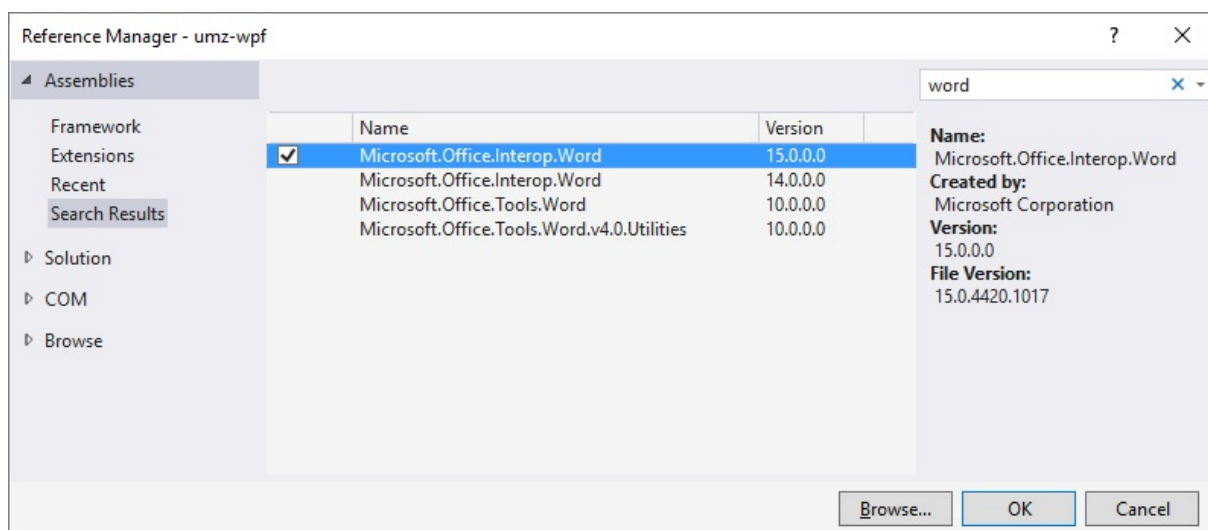 Reference Manager - umz-wpf
?
Assemblies
word
Framework
Extensions
Recent
Search Results
Solution
COM
Browse
Name Version
Microsoft.Office.Interop.Word 15.0.0.0
Microsoft.Office.Interop.Word 14.0.0.0
Microsoft.Office.Tools.Word 10.0.0.0
Microsoft.Office.Tools.Word.v4.0.Utilities 10.0.0.0
Name:
Microsoft.Office.Interop.Word
Created by:
Microsoft Corporation
Version:
15.0.0.0
File Version:
15.0.4420.1017
Browse... OK Cancel